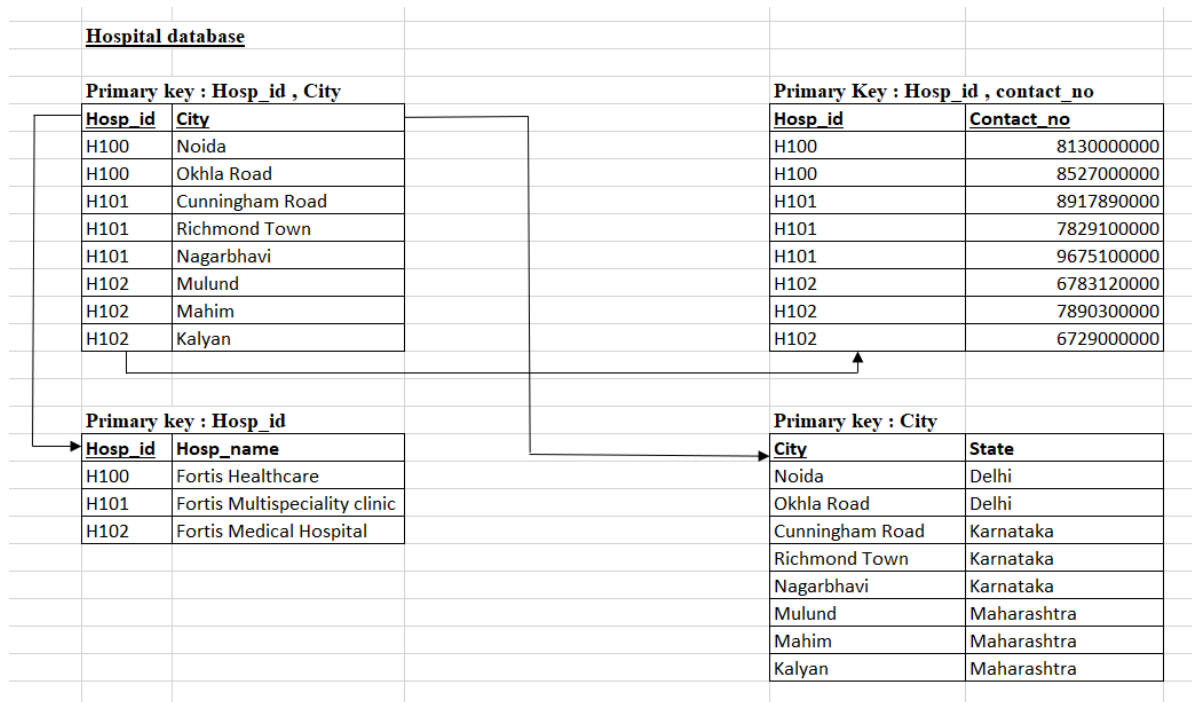 Hospital database
Primary key : Hosp_id , City
Hosp_id City
H100 Noida
H100 Okhla Road
H101 Cunningham Road
H101 Richmond Town
H101 Nagarbhavi
H102 Mulund
H102 Mahim
H102 Kalyan
Primary Key : Hosp_id , contact_no
Hosp_id Contact_no
H100 8130000000
H100 8527000000
H101 8917890000
H101 7829100000
H101 9675100000
H102 6783120000
H102 7890300000
H102 6729000000
Primary key : Hosp_id
Hosp_id Hosp_name
H100 Fortis Healthcare
H101 Fortis Multispeciality clinic
H102 Fortis Medical Hospital
Primary key : City
City State
Noida Delhi
Okhla Road Delhi
Cunningham Road Karnataka
Richmond Town Karnataka
Nagarbhavi Karnataka
Mulund Maharashtra
Mahim Maharashtra
Kalyan Maharashtra